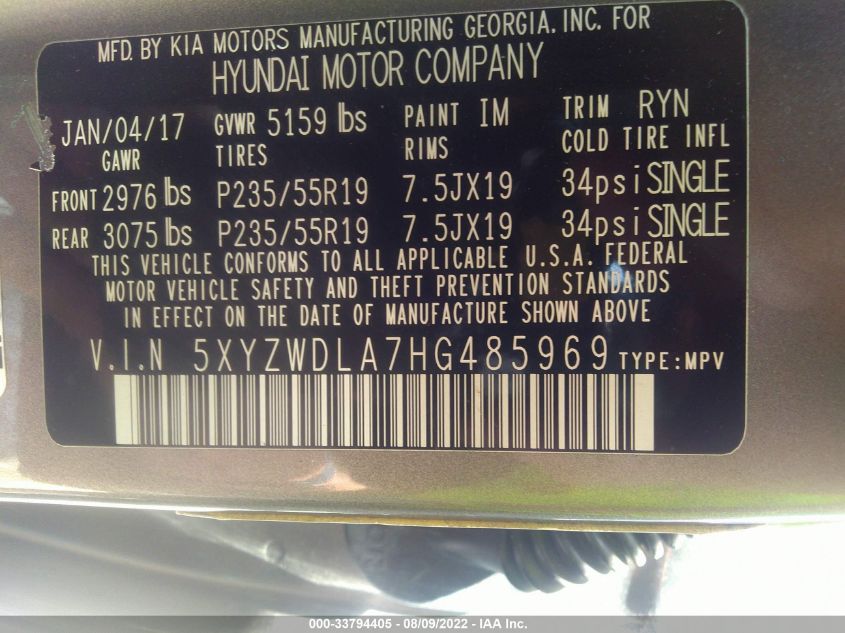 MFD. BY KIA MOTORS MANUFACTURING GEORGIA. INC. FOR
HYUNDAI MOTOR COMPANY
JAN/04/17 GVWR 5159 lbs PAINT IM TRIM RYN
GAWR TIRES RIMS COLD TIRE INFL
FRONT 2976 lbs P235/55R19 7.5JX19 34psi SINGLE
REAR 3075 lbs P235/55R19 7.5JX19 34psi SINGLE
THIS VEHICLE CONFORMS TO ALL APPLICABLE U.S.A. FEDERAL
MOTOR VEHICLE SAFETY AND THEFT PREVENTION STANDARDS
IN EFFECT ON THE DATE OF MANUFACTURE SHOWN ABOVE
V.I.N 5XYZWDLA7HG485969 TYPE:MPV
000-33794405 - 08/09/2022 - IAA Inc.